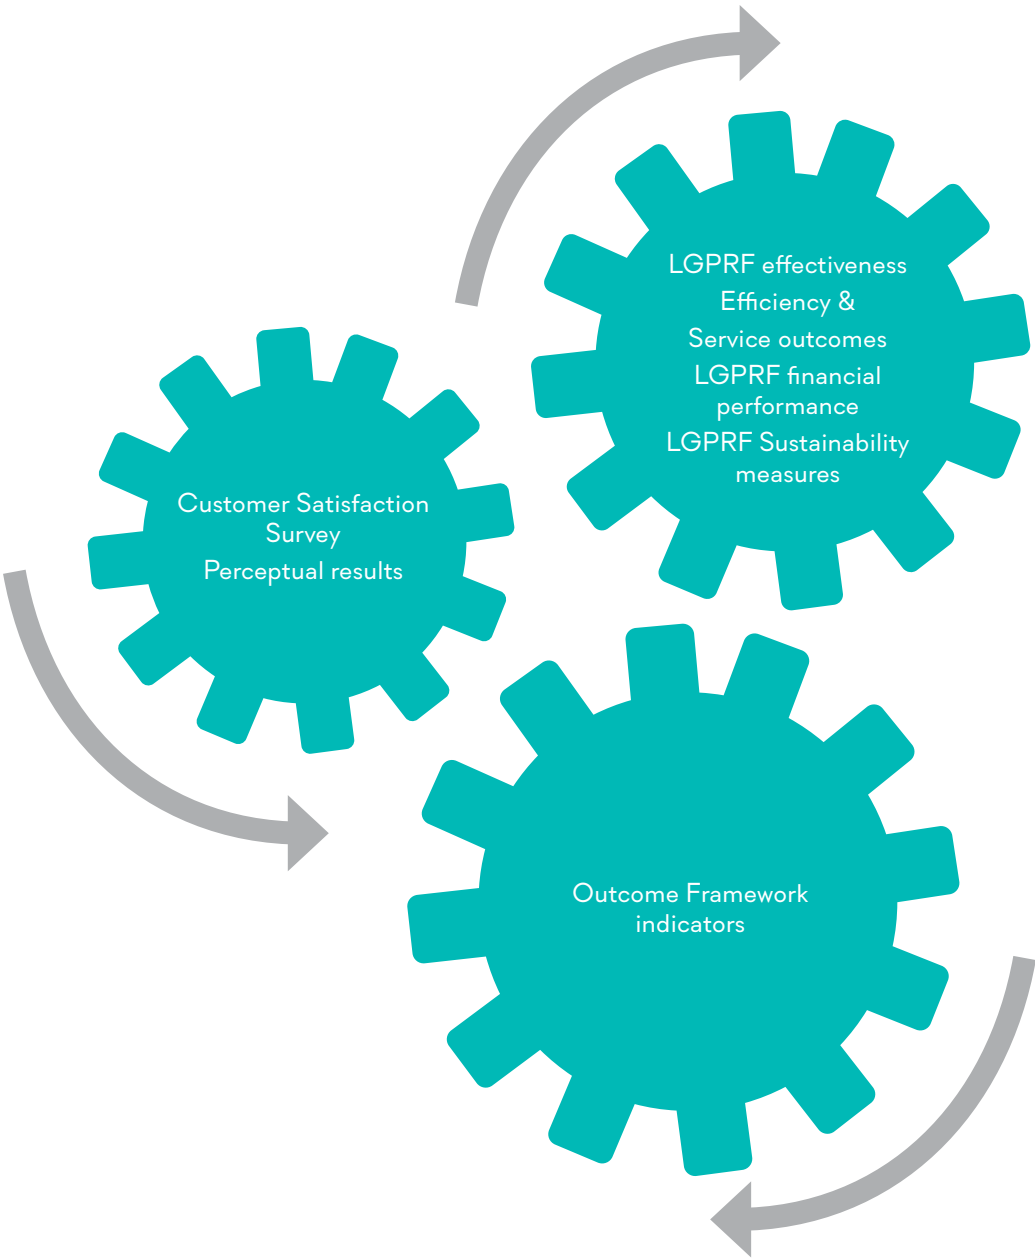 LGPRF effectiveness
Efficiency &
Service outcomes
LGPRF financial
performance
LGPRF Sustainability
measures
Customer Satisfaction
Survey
Perceptual results
Outcome Framework
indicators